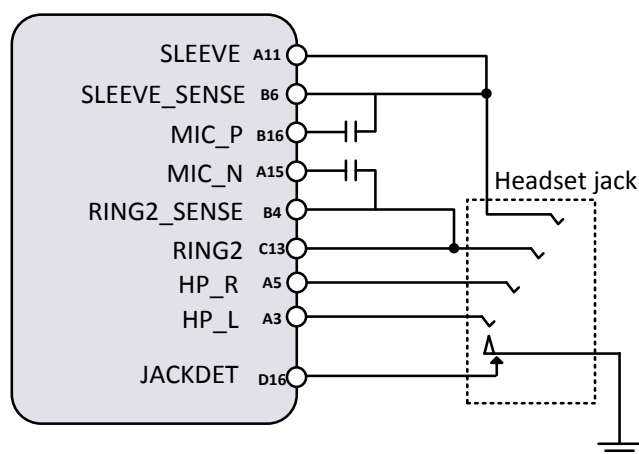 SLEEVE A11
SLEEVE_SENSE B6
MIC_P B16
MIC_N A15
Headset jack
RING2_SENSE B4
RING2 C13
HP_R A5
HP_L A3
JACKDET D16